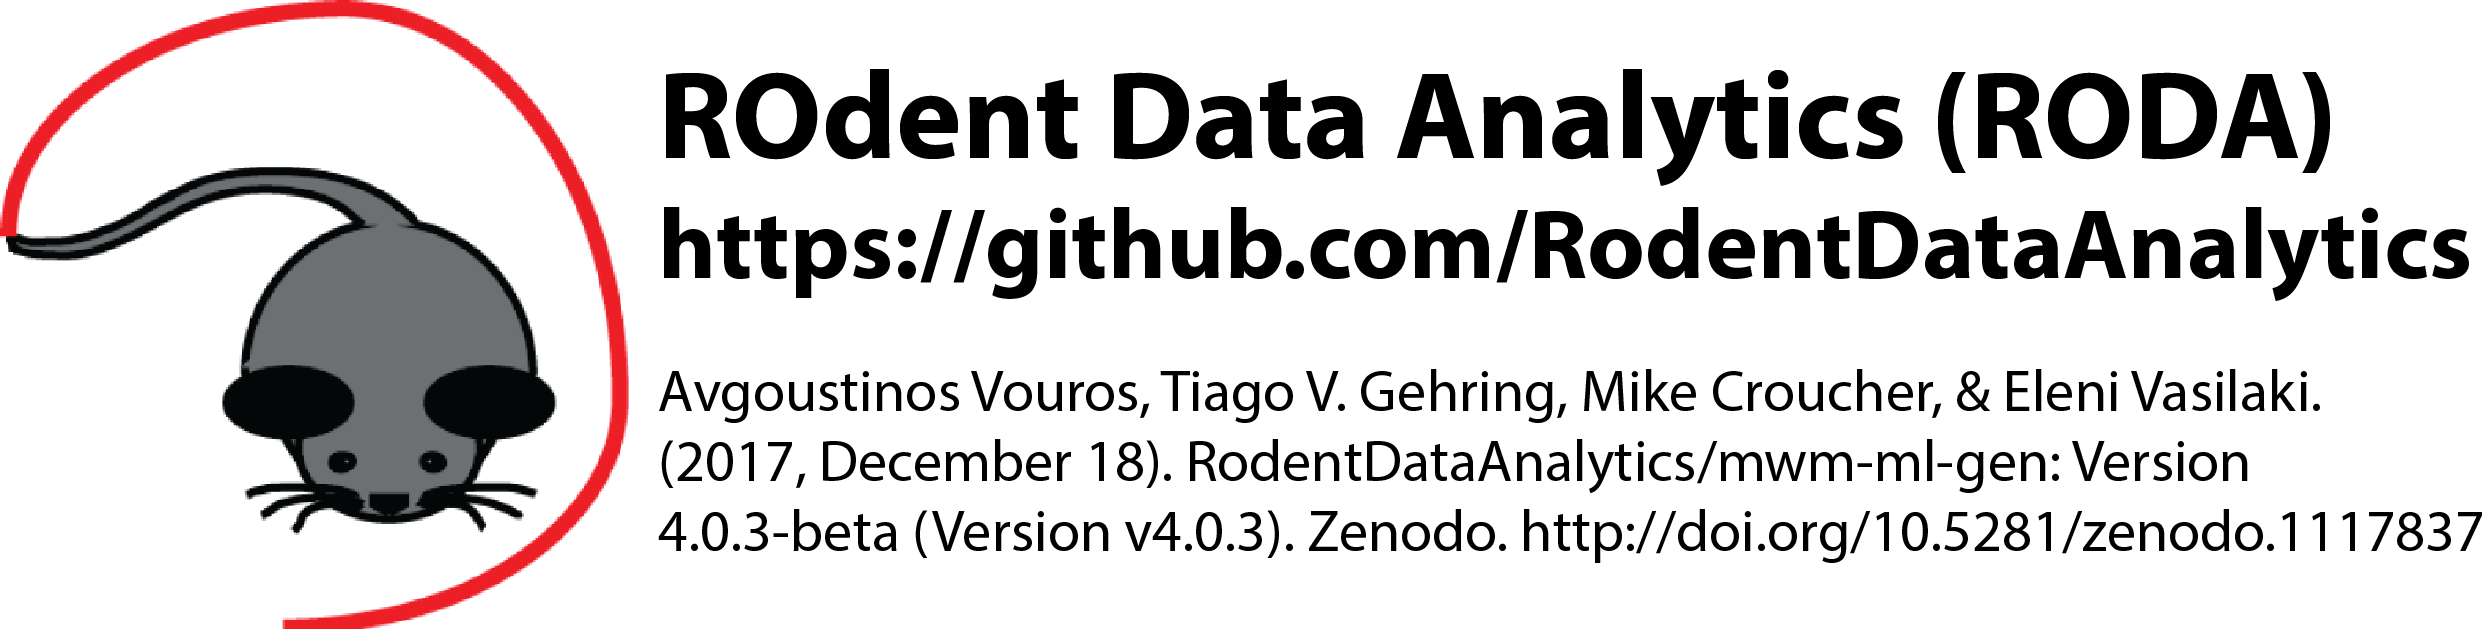 ROdent Data Analytics (RODA)
https://github.com/RodentDataAnalytics
Avgoustinos Vouros, Tiago V. Gehring, Mike Croucher, & Eleni Vasilaki.
(2017, December 18). RodentDataAnalytics/mwm-ml-gen: Version
4.0.3-beta (Version v4.0.3). Zenodo. http://doi.org/10.5281/zenodo.1117837